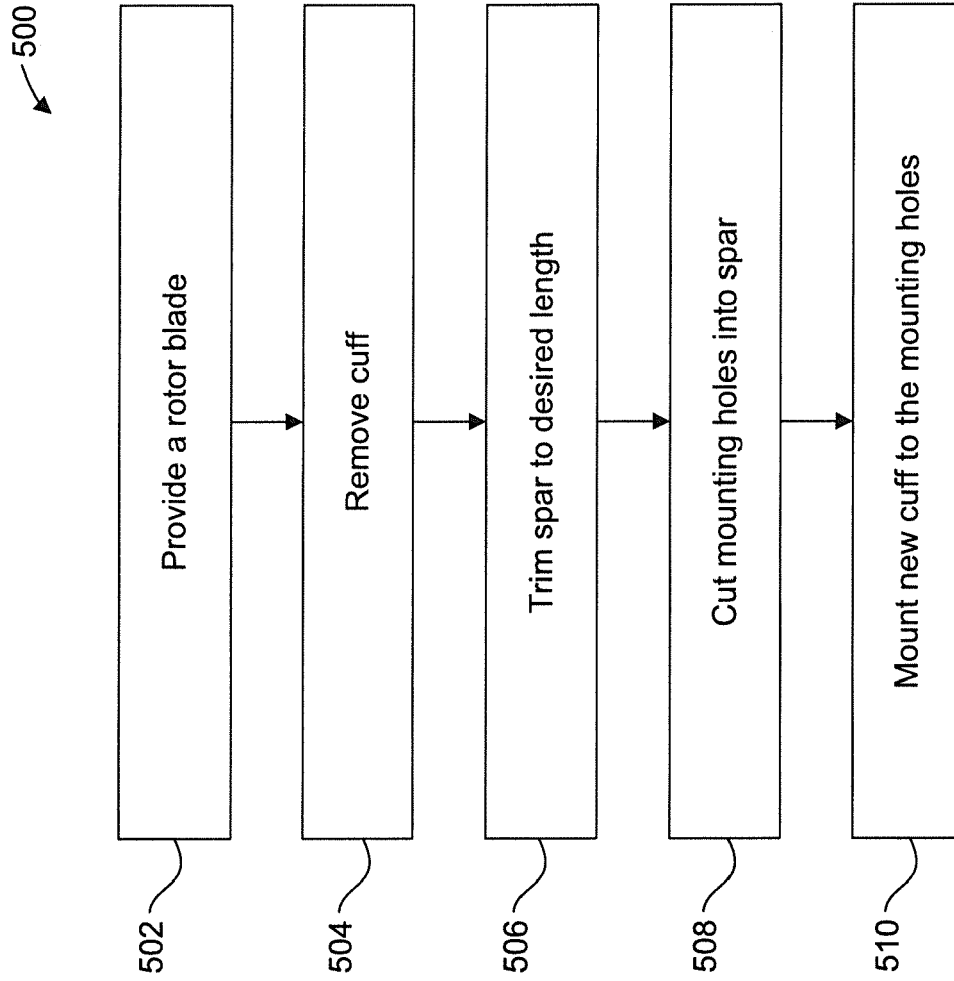 500
502
Provide a rotor blade
504
Remove cuff
506
Trim spar to desired length
508
Cut mounting holes into spar
510
Mount new cuff to the mounting holes